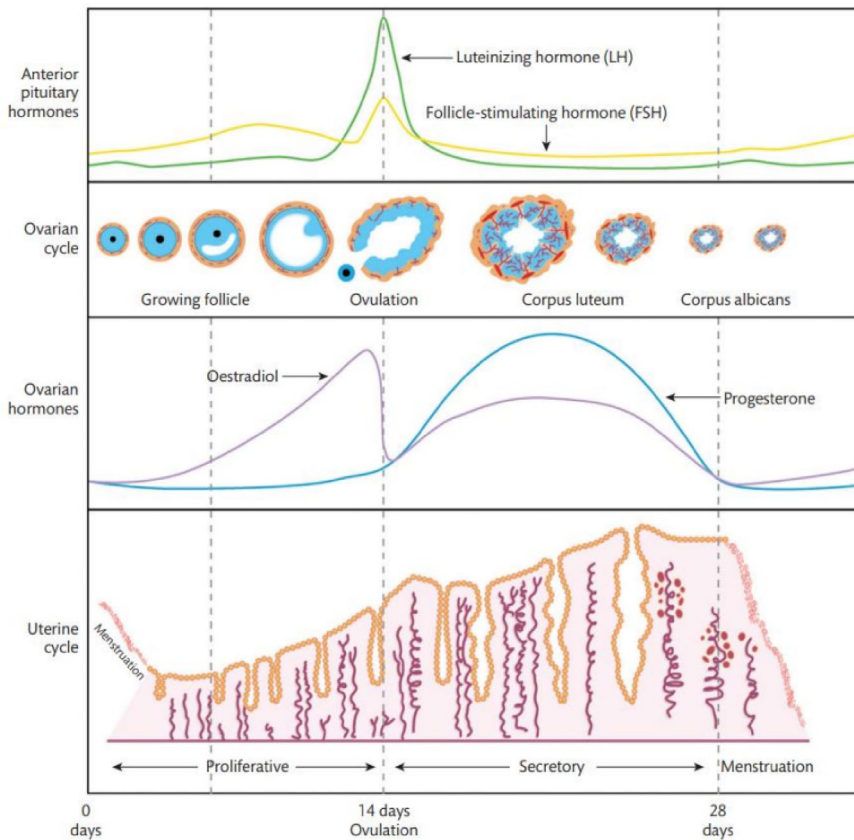 Anterior
pituitary
hormones
Luteinizing hormone (LH)
Follicle-stimulating hormone (FSH)
Ovarian
cycle
Growing follicle
Ovulation
Corpus luteum
Corpus albicans
Ovarian
hormones
Oestradiol
Progesterone
Uterine
cycle
Menstruation
Proliferative
Secretory
Menstruation
0
days
14 days
Ovulation
28
days